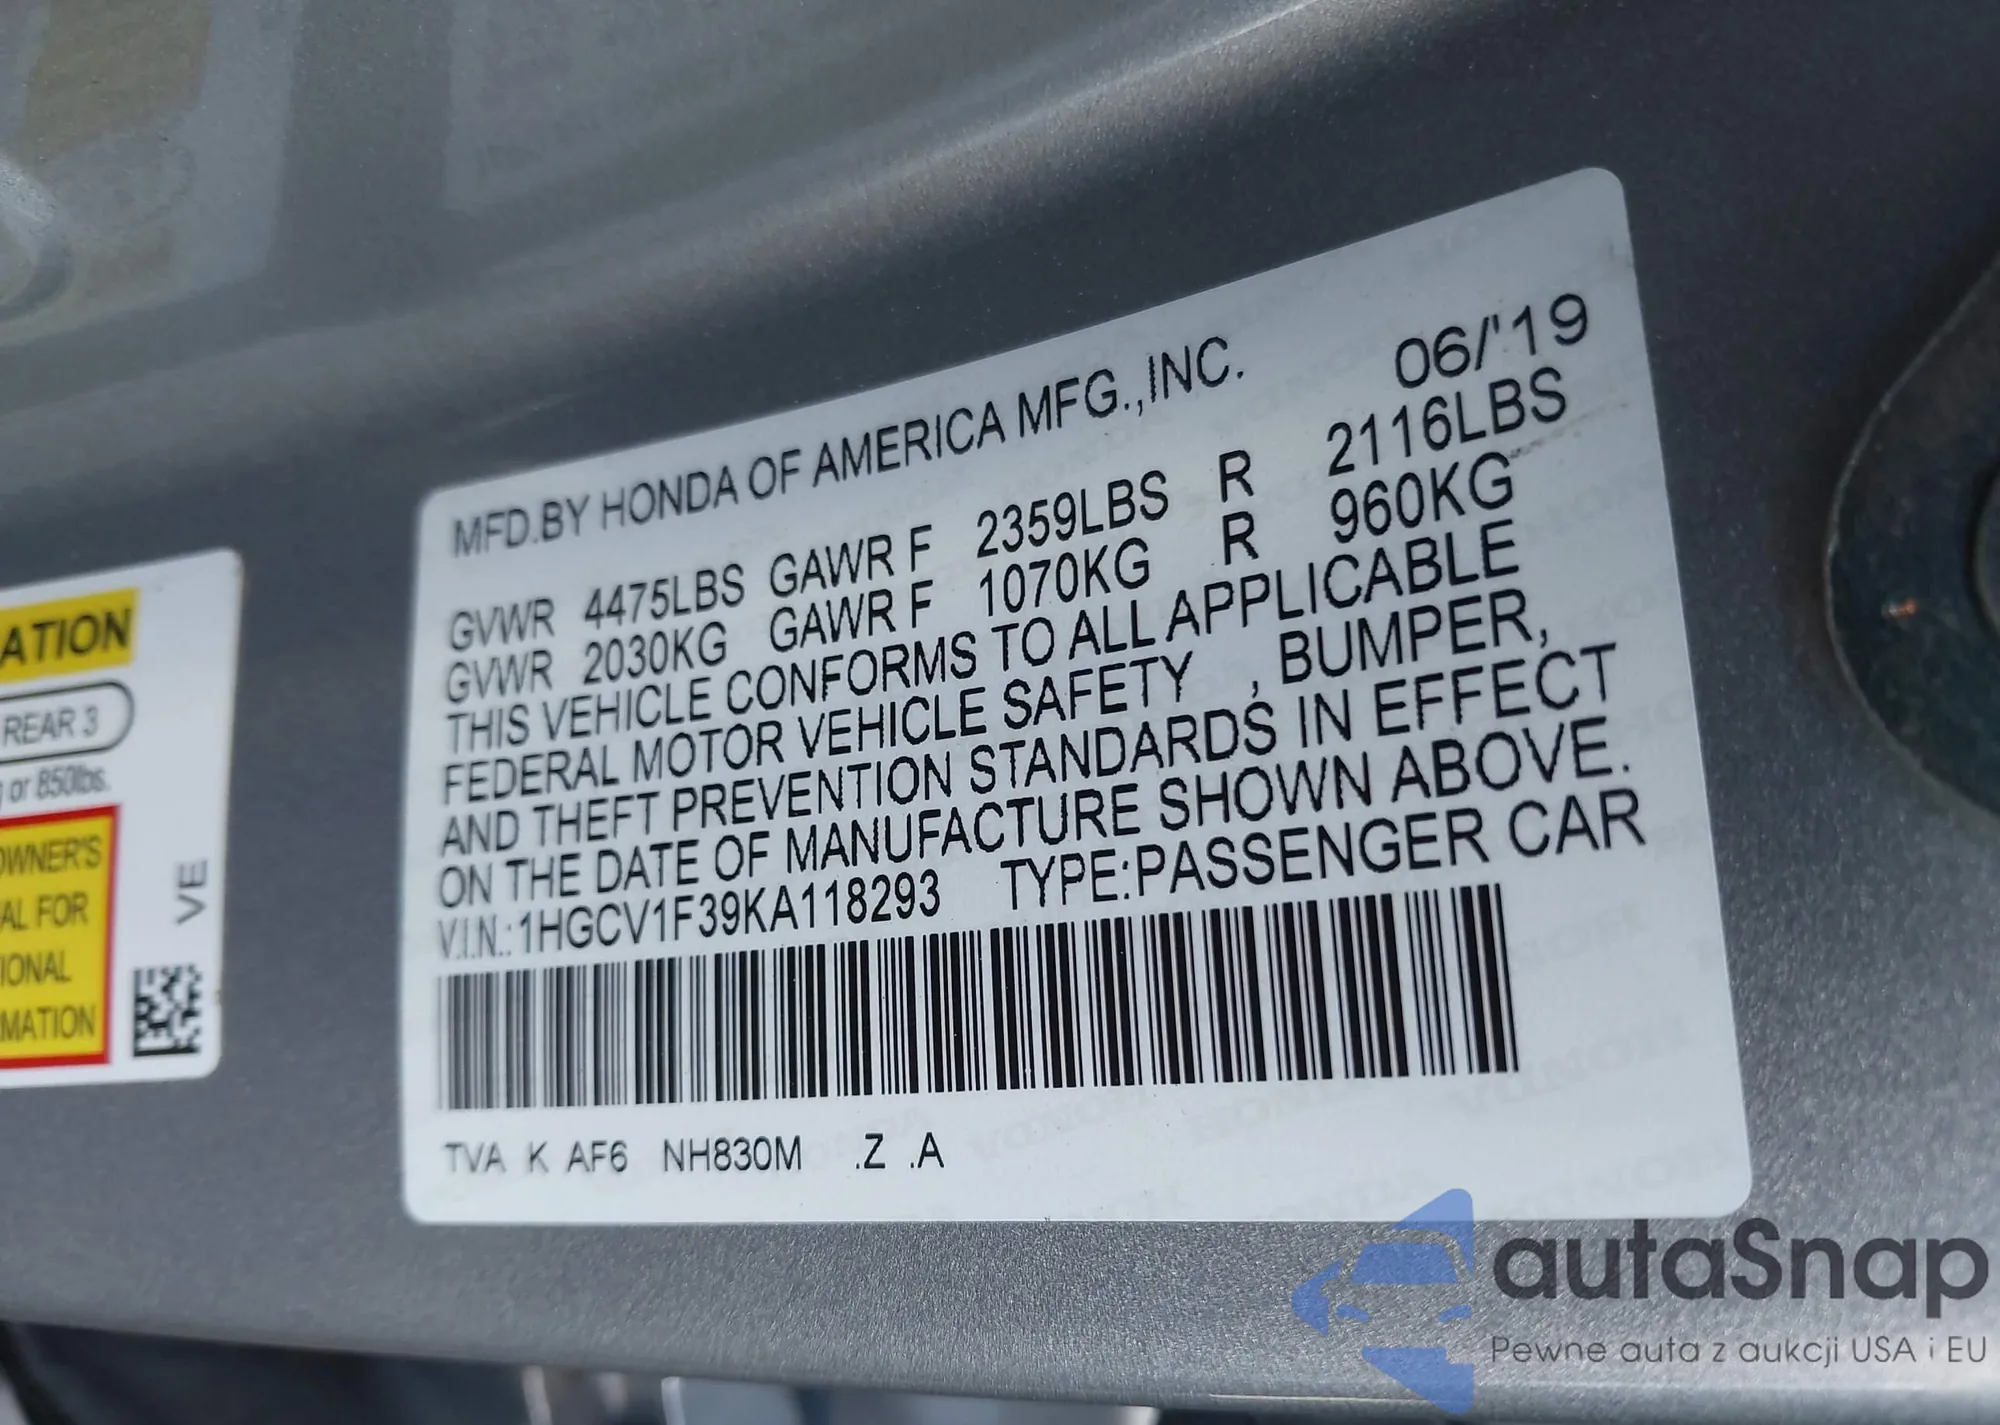 MFD.BY HONDA OF AMERICA MFG.,INC. 06/'19
GVWR 4475LBS GAWR F 2359LBS R 2116LBS
GVWR 2030KG GAWR F 1070KG R 960KG
THIS VEHICLE CONFORMS TO ALL APPLICABLE
FEDERAL MOTOR VEHICLE SAFETY , BUMPER,
AND THEFT PREVENTION STANDARDS IN EFFECT
ON THE DATE OF MANUFACTURE SHOWN ABOVE.
V.I.N.:1HGCV1F39KA118293 TYPE:PASSENGER CAR
TVA K AF6 NH830M .Z .A
ATION
REAR 3
or 850lbs.
OWNER'S
AL FOR
IONAL
MATION
VE
autaSnap
Pewne auta z aukcji USA i EU